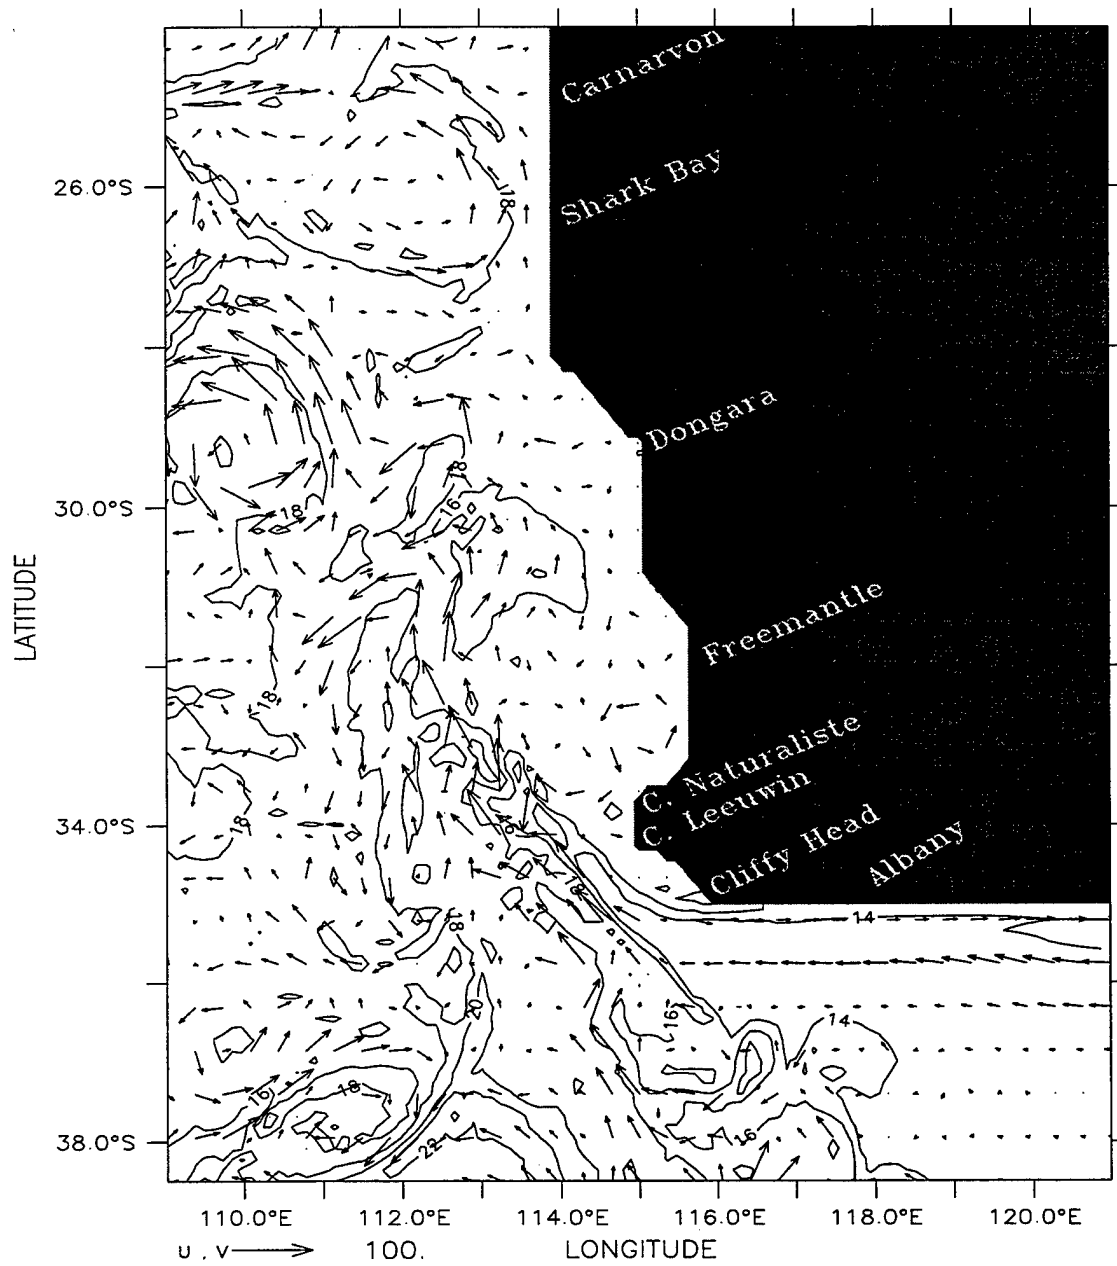 Carnarvon
Shark Bay
26.0°S
18
Dongara
18
30.0°S
18
16
LATITUDE
Freemantle
18
C. Naturaliste
C. Leeuwin
34.0°S
18
16
Cliffy Head
Albany
18
18
14
20
16
14
16
18
38.0°S
22
16
110.0°E 112.0°E 114.0°E 116.0°E 118.0°E 120.0°E
U , V 100. LONGITUDE